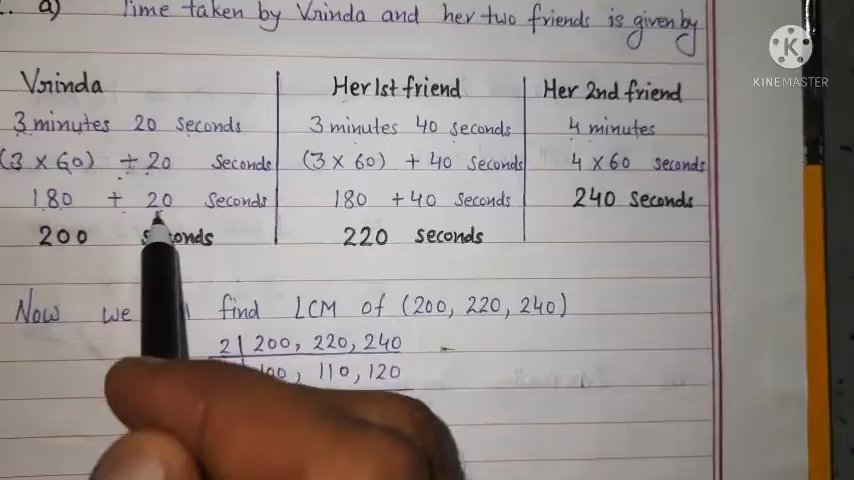 a) Time taken by Vrinda and her two friends is given by
KINEMASTER
Vrinda Her 1st friend Her 2nd friend
3 minutes 20 seconds 3 minutes 40 seconds 4 minutes
(3 x 60) + 20 Seconds (3 x 60) + 40 Seconds 4 x 60 seconds
180 + 20 Seconds 180 + 40 Seconds 240 seconds
200 220 seconds
Now we find LCM of (200, 220, 240)
2 | 200, 220, 240
100, 110, 120